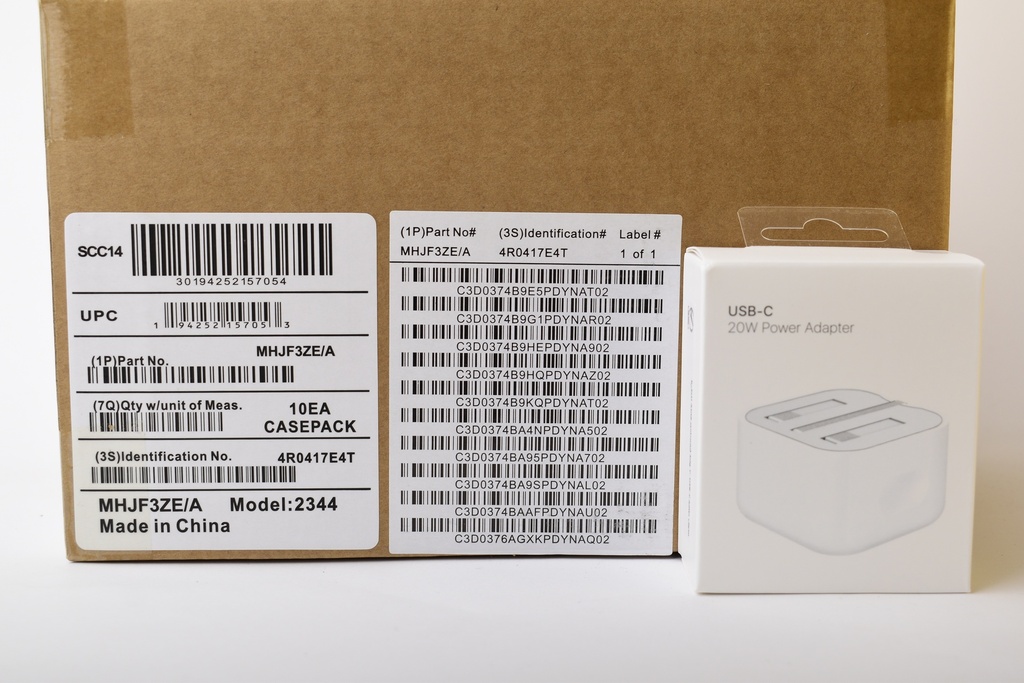 SCC14
30194252157054
UPC
1 94252 15705 3
(1P)Part No.
MHJF3ZE/A
(7Q)Qty w/unit of Meas.
10EA
CASEPACK
(3S)Identification No.
4R0417E4T
MHJF3ZE/A Model:2344
Made in China
(1P)Part No# (3S)Identification# Label #
MHJF3ZE/A 4R0417E4T 1 of 1
C3D0374B9E5PDYNAT02
C3D0374B9G1PDYNAR02
C3D0374B9HEPDYNA902
C3D0374B9HQPDYNAZ02
C3D0374B9KQPDYNAT02
C3D0374BA4NPDYNA502
C3D0374BA95PDYNA702
C3D0374BA9SPDYNAL02
C3D0374BAAFPDYNAU02
C3D0376AGXKPDYNAQ02
USB-C
20W Power Adapter